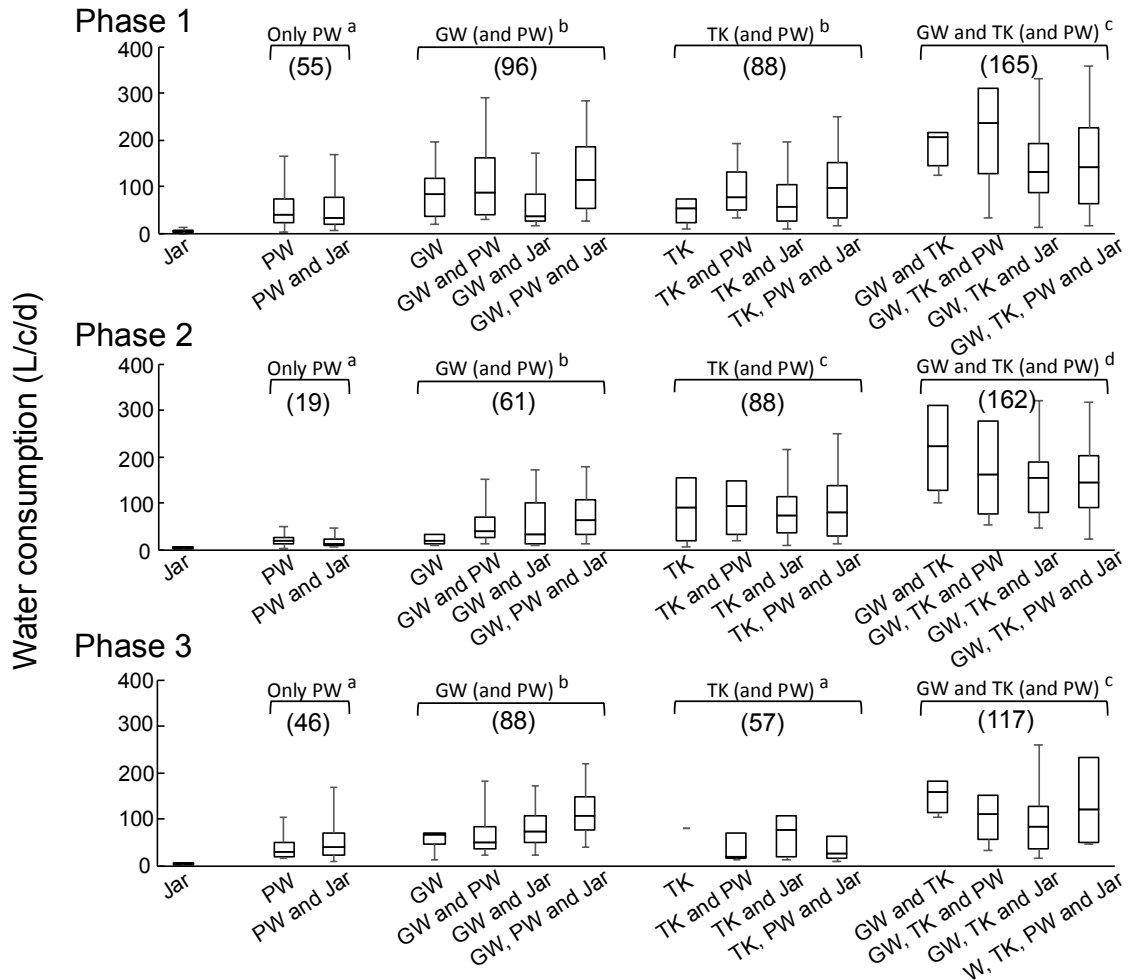 Phase 1
Water consumption (L/c/d)
Only PW a GW (and PW) b TK (and PW) b GW and TK (and PW) c
(55) (96) (88) (165)
400
300
200
100
0
Jar PW PW and Jar GW GW and PW GW and Jar GW, PW and Jar TK TK and PW TK and Jar TK, PW and Jar GW and TK GW, TK and PW GW, TK and Jar GW, TK, PW and Jar
Phase 2
Only PW a GW (and PW) b TK (and PW) c GW and TK (and PW) d
(19) (61) (88) (162)
400
300
200
100
0
Jar PW PW and Jar GW GW and PW GW and Jar GW, PW and Jar TK TK and PW TK and Jar TK, PW and Jar GW and TK GW, TK and PW GW, TK and Jar GW, TK, PW and Jar
Phase 3
Only PW a GW (and PW) b TK (and PW) a GW and TK (and PW) c
(46) (88) (57) (117)
400
300
200
100
0
Jar PW PW and Jar GW GW and PW GW and Jar GW, PW and Jar TK TK and PW TK and Jar TK, PW and Jar GW and TK GW, TK and PW GW, TK and Jar W, TK, PW and Jar